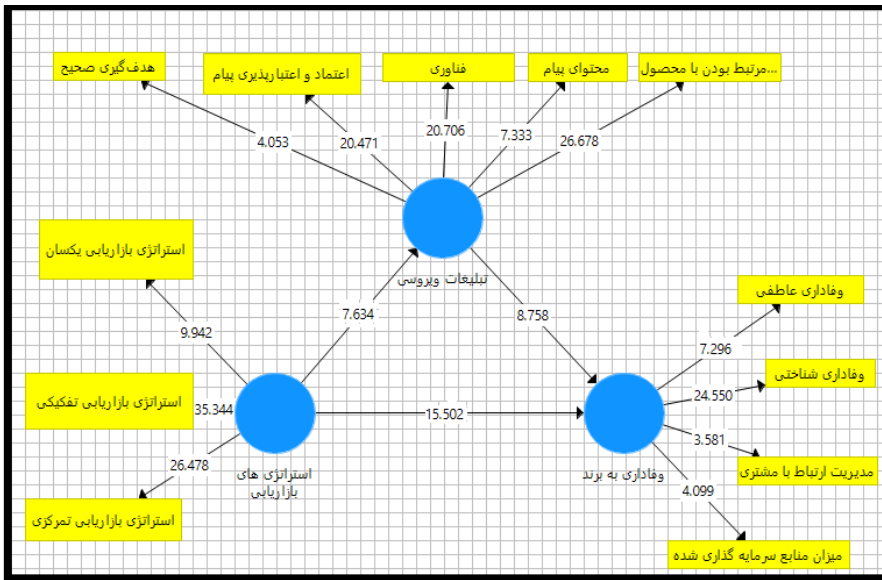 هدف‌گیری صحیح
اعتماد و اعتبارپذیری پیام
فناوری
محتوای پیام
مرتبط بودن با محصول...
4.053
20.471
20.706
7.333
26.678
استراتژی بازاریابی یکسان
تبلیغات ویروسی
وفاداری عاطفی
9.942
7.634
8.758
7.296
استراتژی بازاریابی تفکیکی
35.344
15.502
24.550
وفاداری شناختی
26.478
3.581
استراتژی های
بازاریابی
وفاداری به برند
مدیریت ارتباط با مشتری
4.099
استراتژی بازاریابی تمرکزی
میزان منابع سرمایه گذاری شده